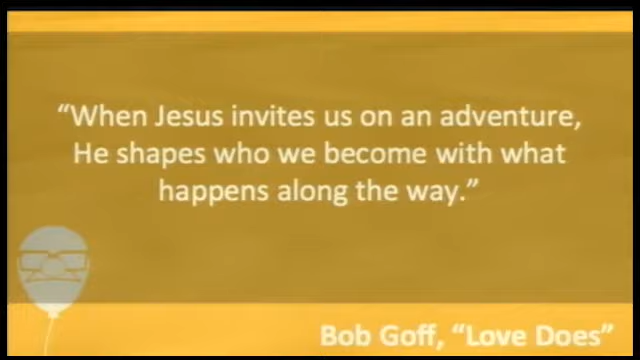 “When Jesus invites us on an adventure,
He shapes who we become with what
happens along the way.”
Bob Goff, “Love Does”